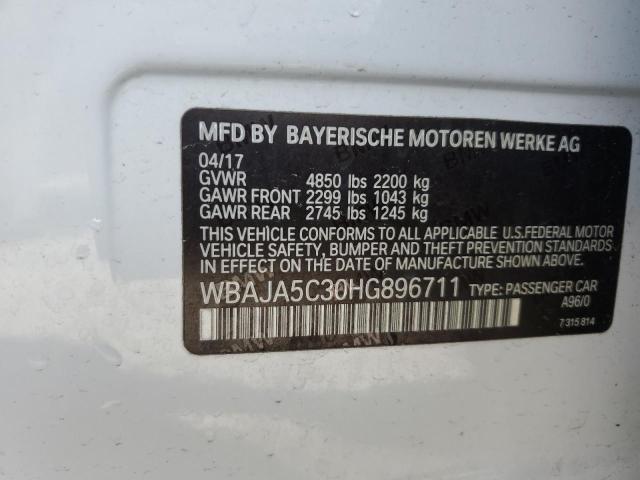 MFD BY BAYERISCHE MOTOREN WERKE AG
04/17
GVWR 4850 lbs 2200 kg
GAWR FRONT 2299 lbs 1043 kg
GAWR REAR 2745 lbs 1245 kg
THIS VEHICLE CONFORMS TO ALL APPLICABLE U.S. FEDERAL MOTOR
VEHICLE SAFETY, BUMPER AND THEFT PREVENTION STANDARDS
IN EFFECT ON THE DATE OF MANUFACTURE SHOWN ABOVE.
WBAJA5C30HG896711 TYPE: PASSENGER CAR
A96/0
7 315 814